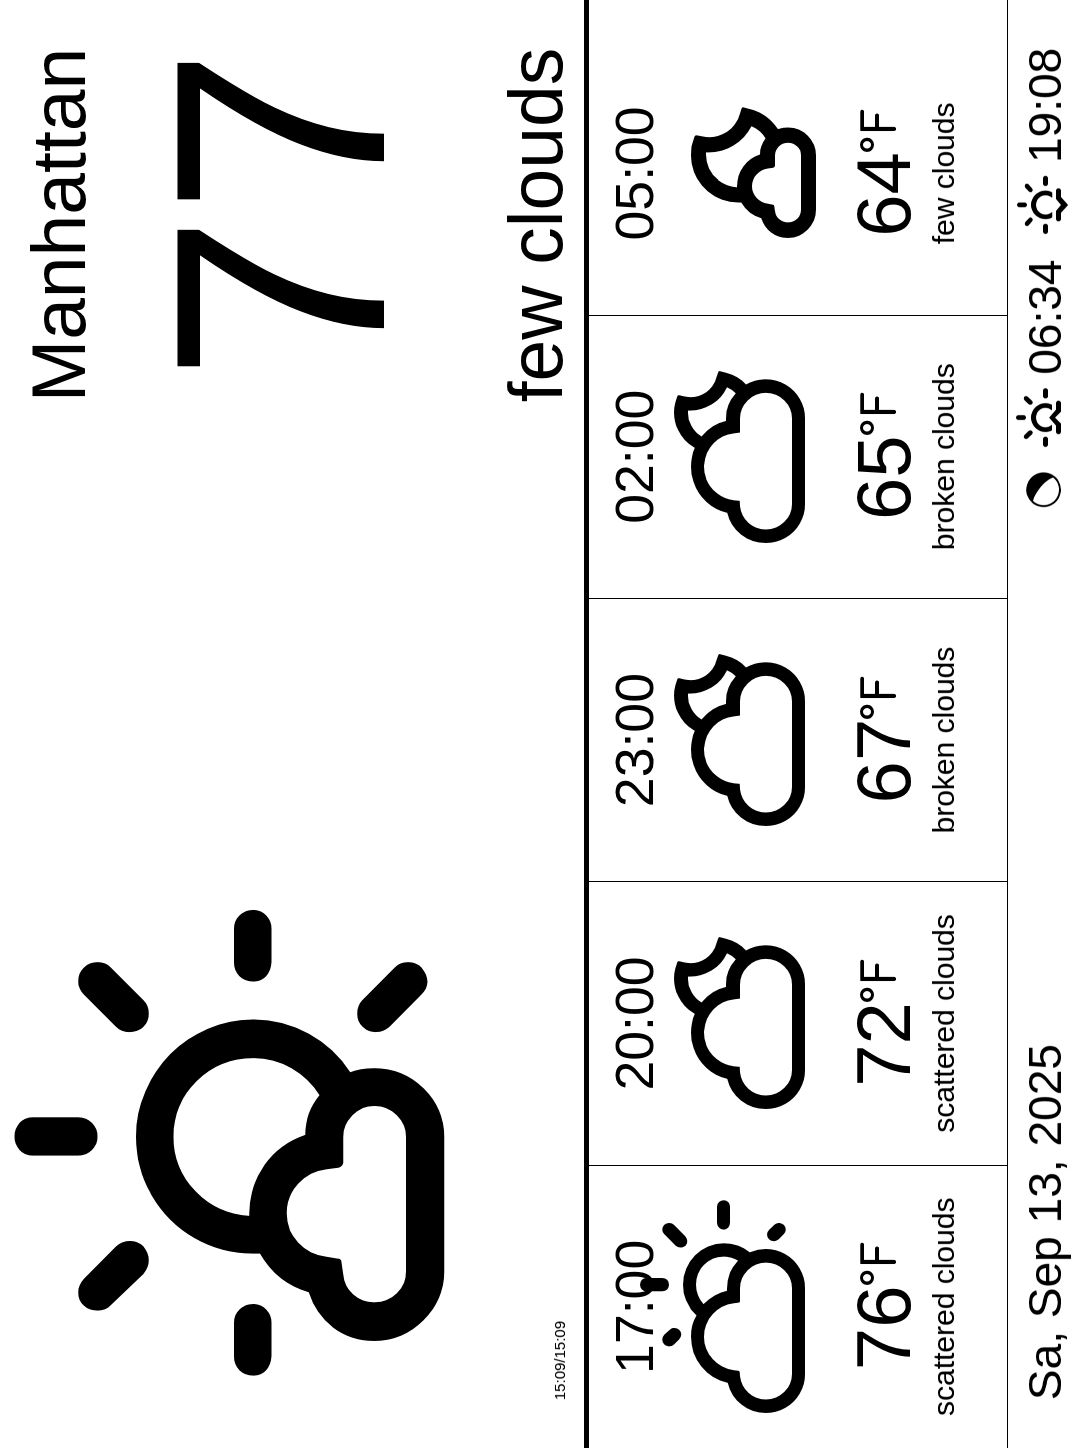 Manhattan
77
few clouds
15:09/15:09
17:00 20:00 23:00 02:00 05:00
76°F 72°F 67°F 65°F 64°F
scattered clouds scattered clouds broken clouds broken clouds few clouds
Sa, Sep 13, 2025 06:34 19:08